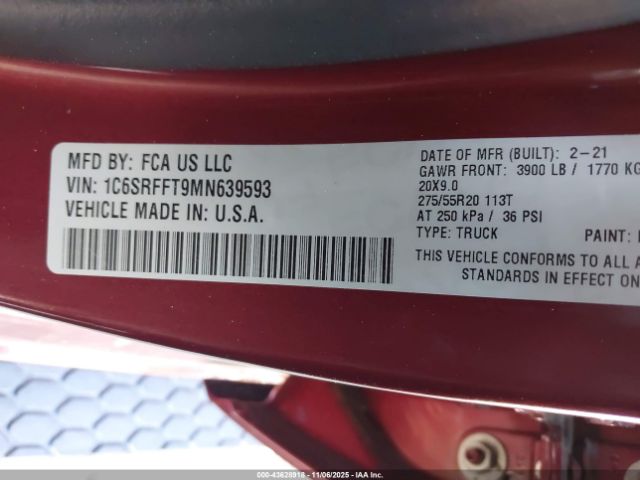 MFD BY: FCA US LLC
VIN: 1C6SRFFT9MN639593
VEHICLE MADE IN: U.S.A.
DATE OF MFR (BUILT): 2-21
GAWR FRONT: 3900 LB / 1770 KG
20X9.0
275/55R20 113T
AT 250 kPa / 36 PSI
TYPE: TRUCK PAINT:
THIS VEHICLE CONFORMS TO ALL A
STANDARDS IN EFFECT ON
000-43628918 - 11/06/2025 - IAA, Inc.